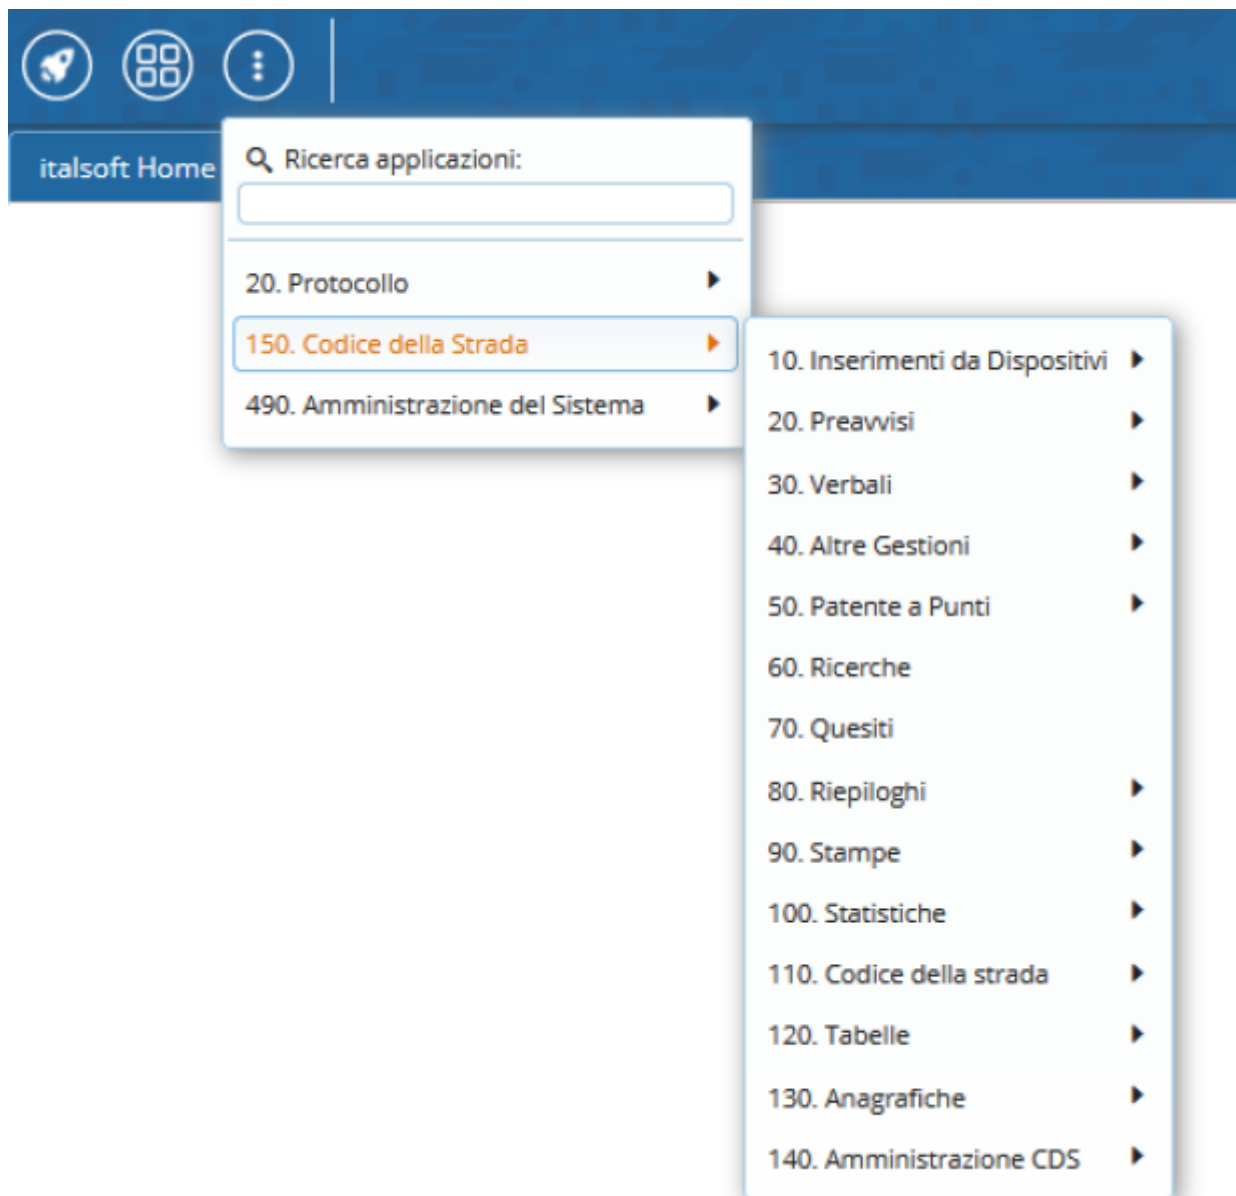 italsoft Home
Ricerca applicazioni:
20. Protocollo
150. Codice della Strada
490. Amministrazione del Sistema
10. Inserimenti da Dispositivi
20. Preavvisi
30. Verbali
40. Altre Gestioni
50. Patente a Punti
60. Ricerche
70. Quesiti
80. Riepiloghi
90. Stampe
100. Statistiche
110. Codice della strada
120. Tabelle
130. Anagrafiche
140. Amministrazione CDS